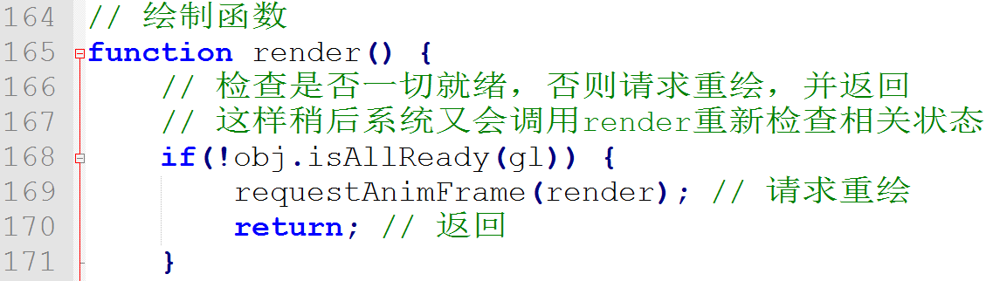 164 // 绘制函数
165 function render() {
166     // 检查是否一切就绪，否则请求重绘，并返回
167     // 这样稍后系统又会调用render重新检查相关状态
168     if(!obj.isAllReady(gl)) {
169         requestAnimFrame(render); // 请求重绘
170         return; // 返回
171     }